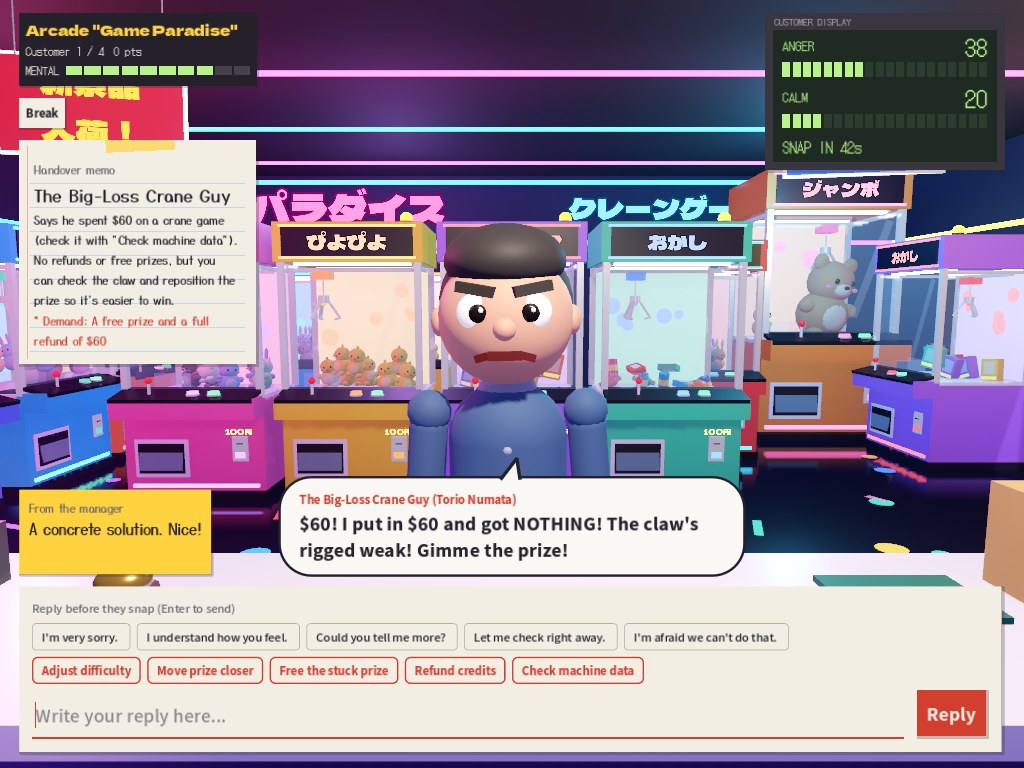 Arcade "Game Paradise"
Customer 1 / 4 0 pts
MENTAL
Break
Handover memo
The Big-Loss Crane Guy
Says he spent $60 on a crane game
(check it with "Check machine data").
No refunds or free prizes, but you
can check the claw and reposition the
prize so it's easier to win.
* Demand: A free prize and a full
refund of $60
CUSTOMER DISPLAY
ANGER 38
CALM 20
SNAP IN 42s
パラダイス
クレーンゲー
ジャンボ
ぴよぴよ
おかし
おかし
100円
100円
100円
From the manager
A concrete solution. Nice!
The Big-Loss Crane Guy (Torio Numata)
$60! I put in $60 and got NOTHING! The claw's
rigged weak! Gimme the prize!
Reply before they snap (Enter to send)
I'm very sorry.
I understand how you feel.
Could you tell me more?
Let me check right away.
I'm afraid we can't do that.
Adjust difficulty
Move prize closer
Free the stuck prize
Refund credits
Check machine data
Write your reply here...
Reply